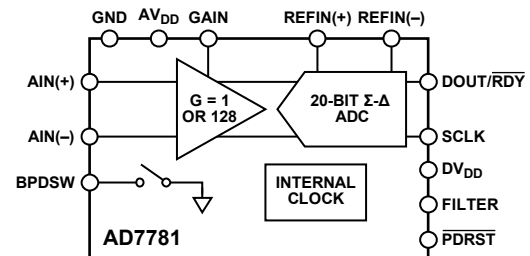 GND AVDD GAIN REFIN(+) REFIN(–)
AIN(+)
G = 1
OR 128
20-BIT Σ-Δ
ADC
DOUT/RDY
AIN(–)
SCLK
BPDSW
INTERNAL
CLOCK
DVDD
FILTER
AD7781
PDRST